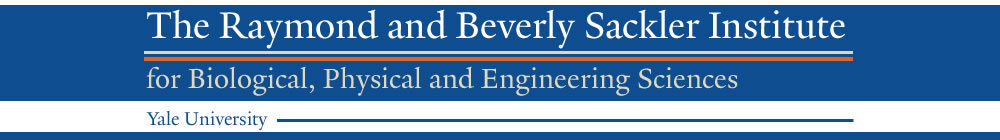 The Raymond and Beverly Sackler Institute
for Biological, Physical and Engineering Sciences
Yale University